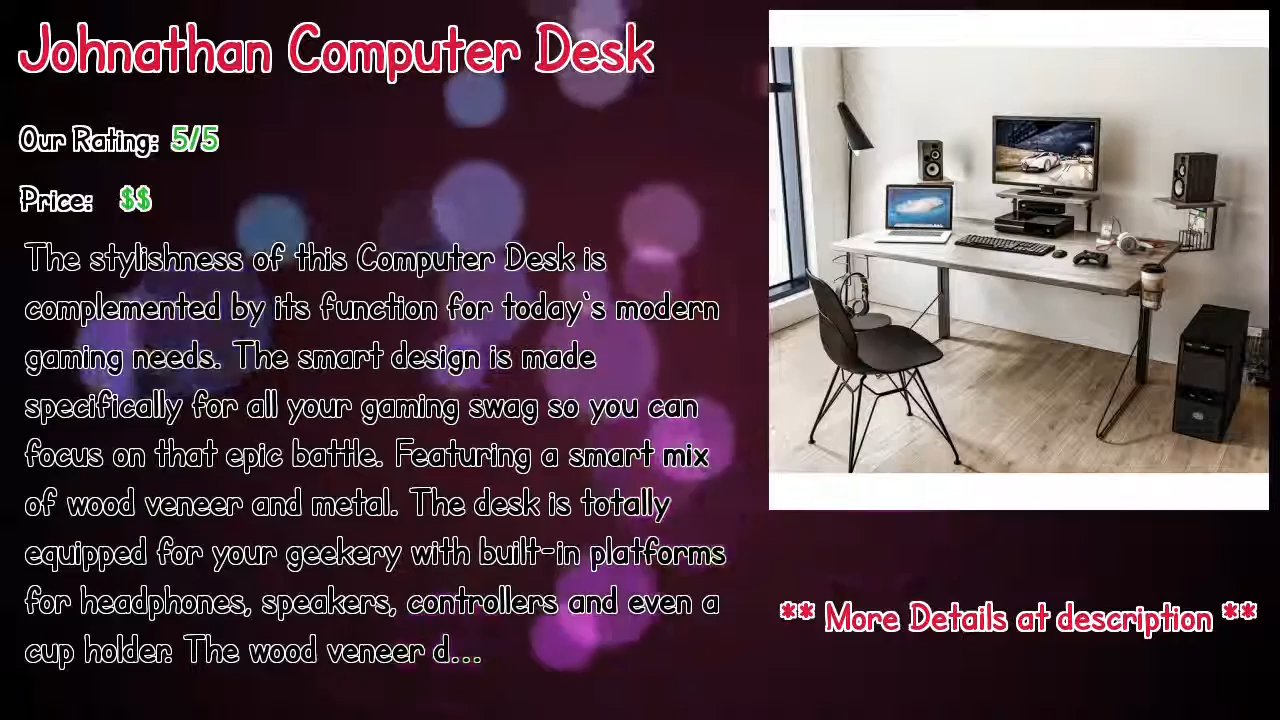 Johnathan Computer Desk
Our Rating: 5/5
Price: $$
The stylishness of this Computer Desk is
complemented by its function for today's modern
gaming needs. The smart design is made
specifically for all your gaming swag so you can
focus on that epic battle. Featuring a smart mix
of wood veneer and metal. The desk is totally
equipped for your geekery with built-in platforms
for headphones, speakers, controllers and even a
cup holder. The wood veneer d...
** More Details at description **